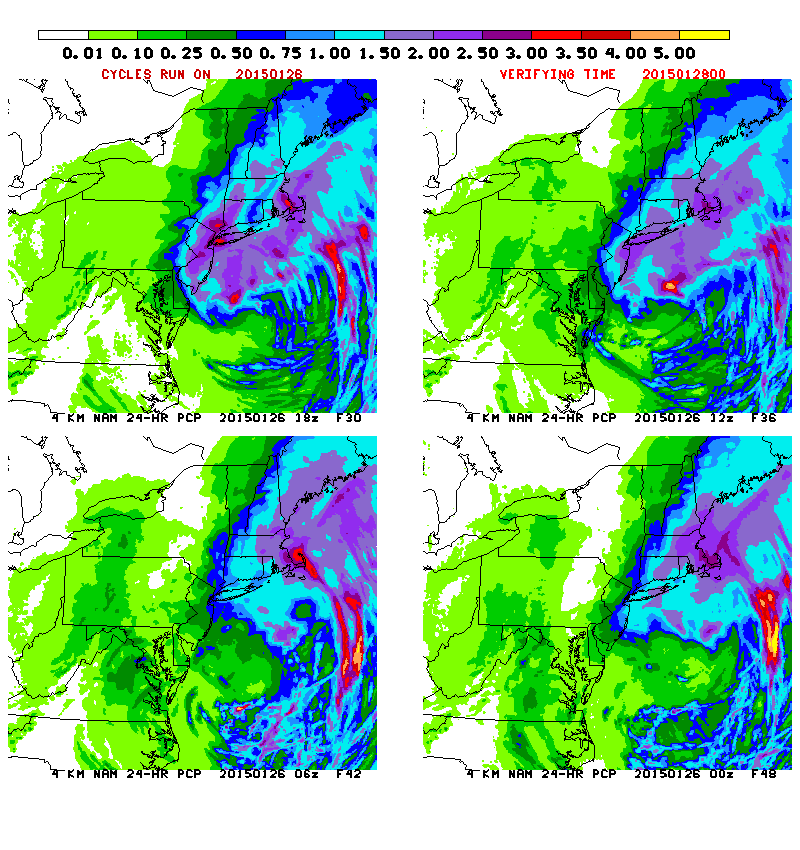 0.01 0.10 0.25 0.50 0.75 1.00 1.50 2.00 2.50 3.00 3.50 4.00 5.00
CYCLES RUN ON 20150126 VERIFYING TIME 2015012800
4 KM NAM 24-HR PCP 20150126 18z F30 4 KM NAM 24-HR PCP 20150126 12z F36
4 KM NAM 24-HR PCP 20150126 06z F42 4 KM NAM 24-HR PCP 20150126 00z F48